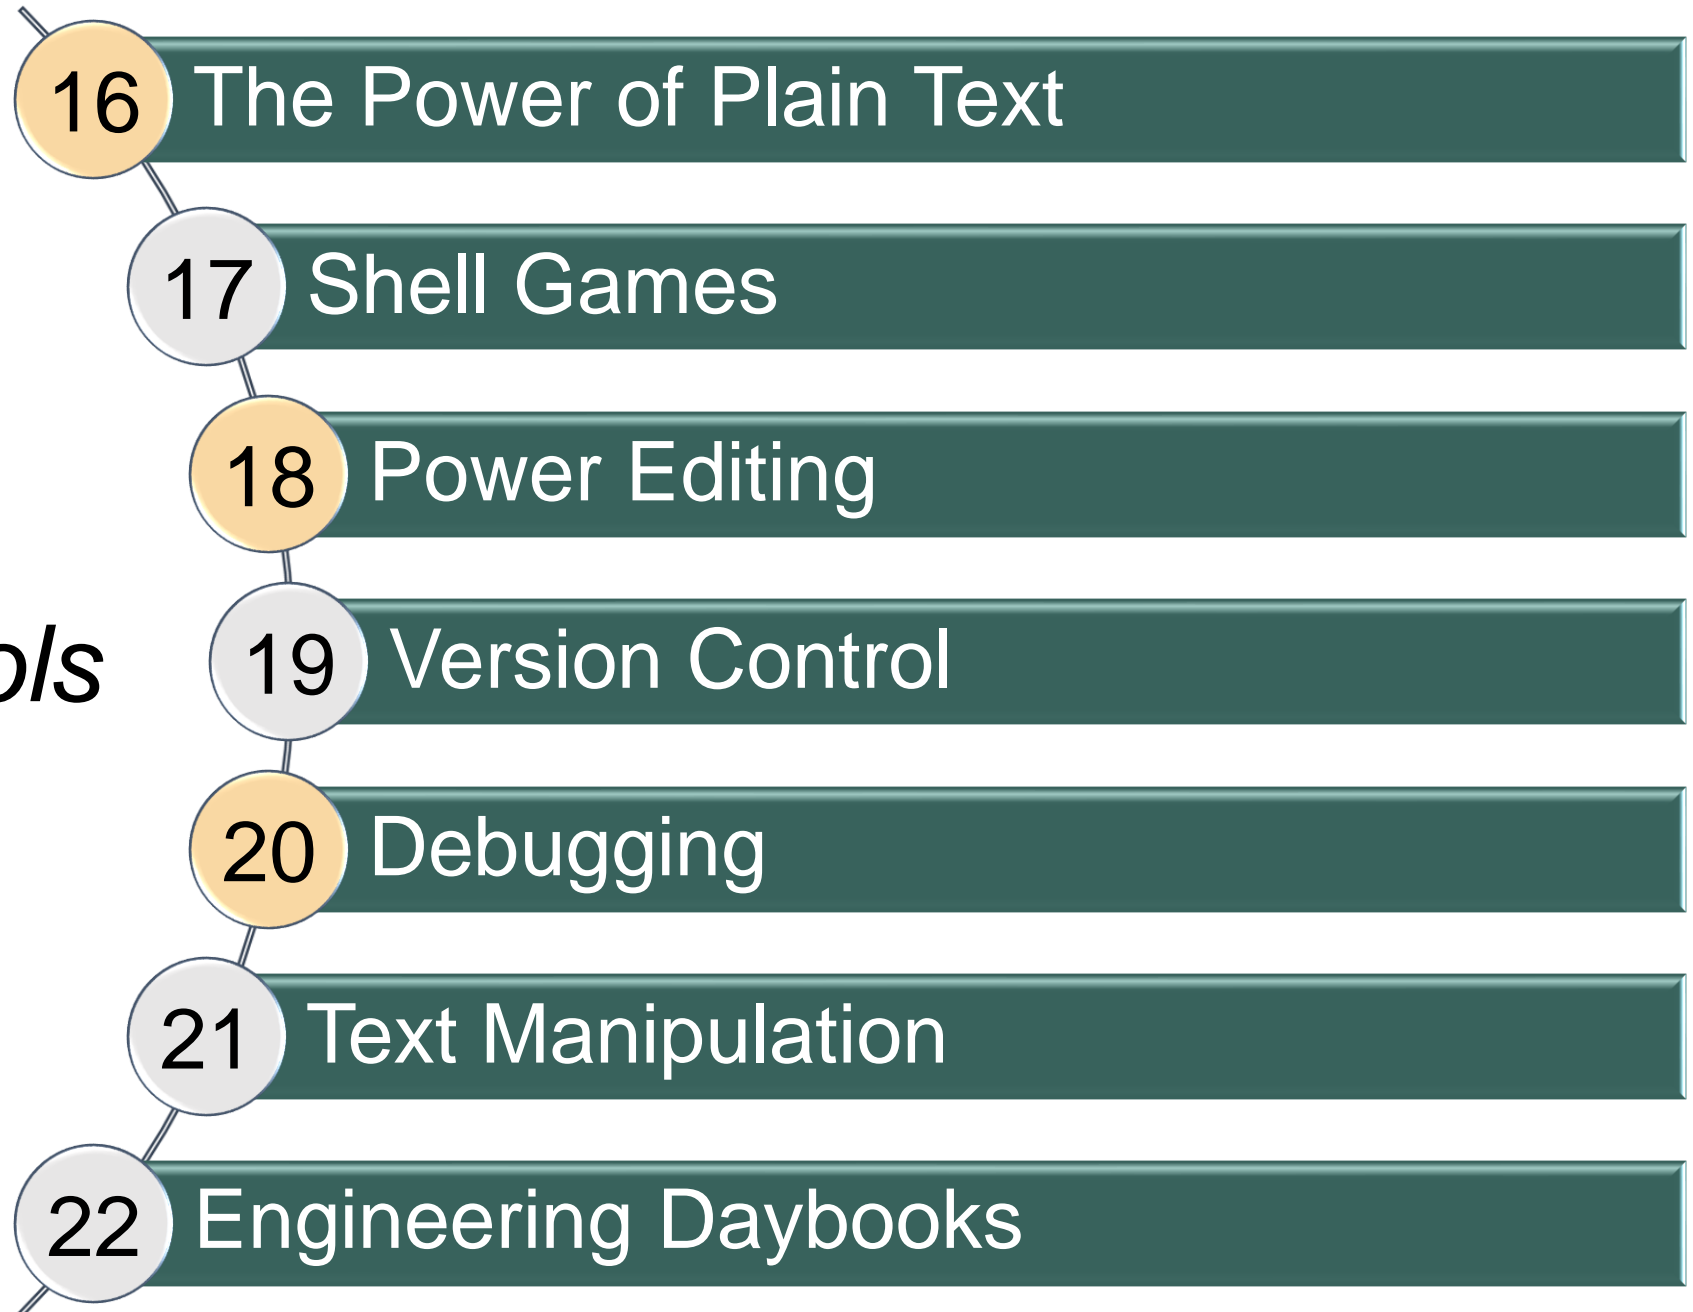 16 The Power of Plain Text
17 Shell Games
18 Power Editing
ols 19 Version Control
20 Debugging
21 Text Manipulation
22 Engineering Daybooks